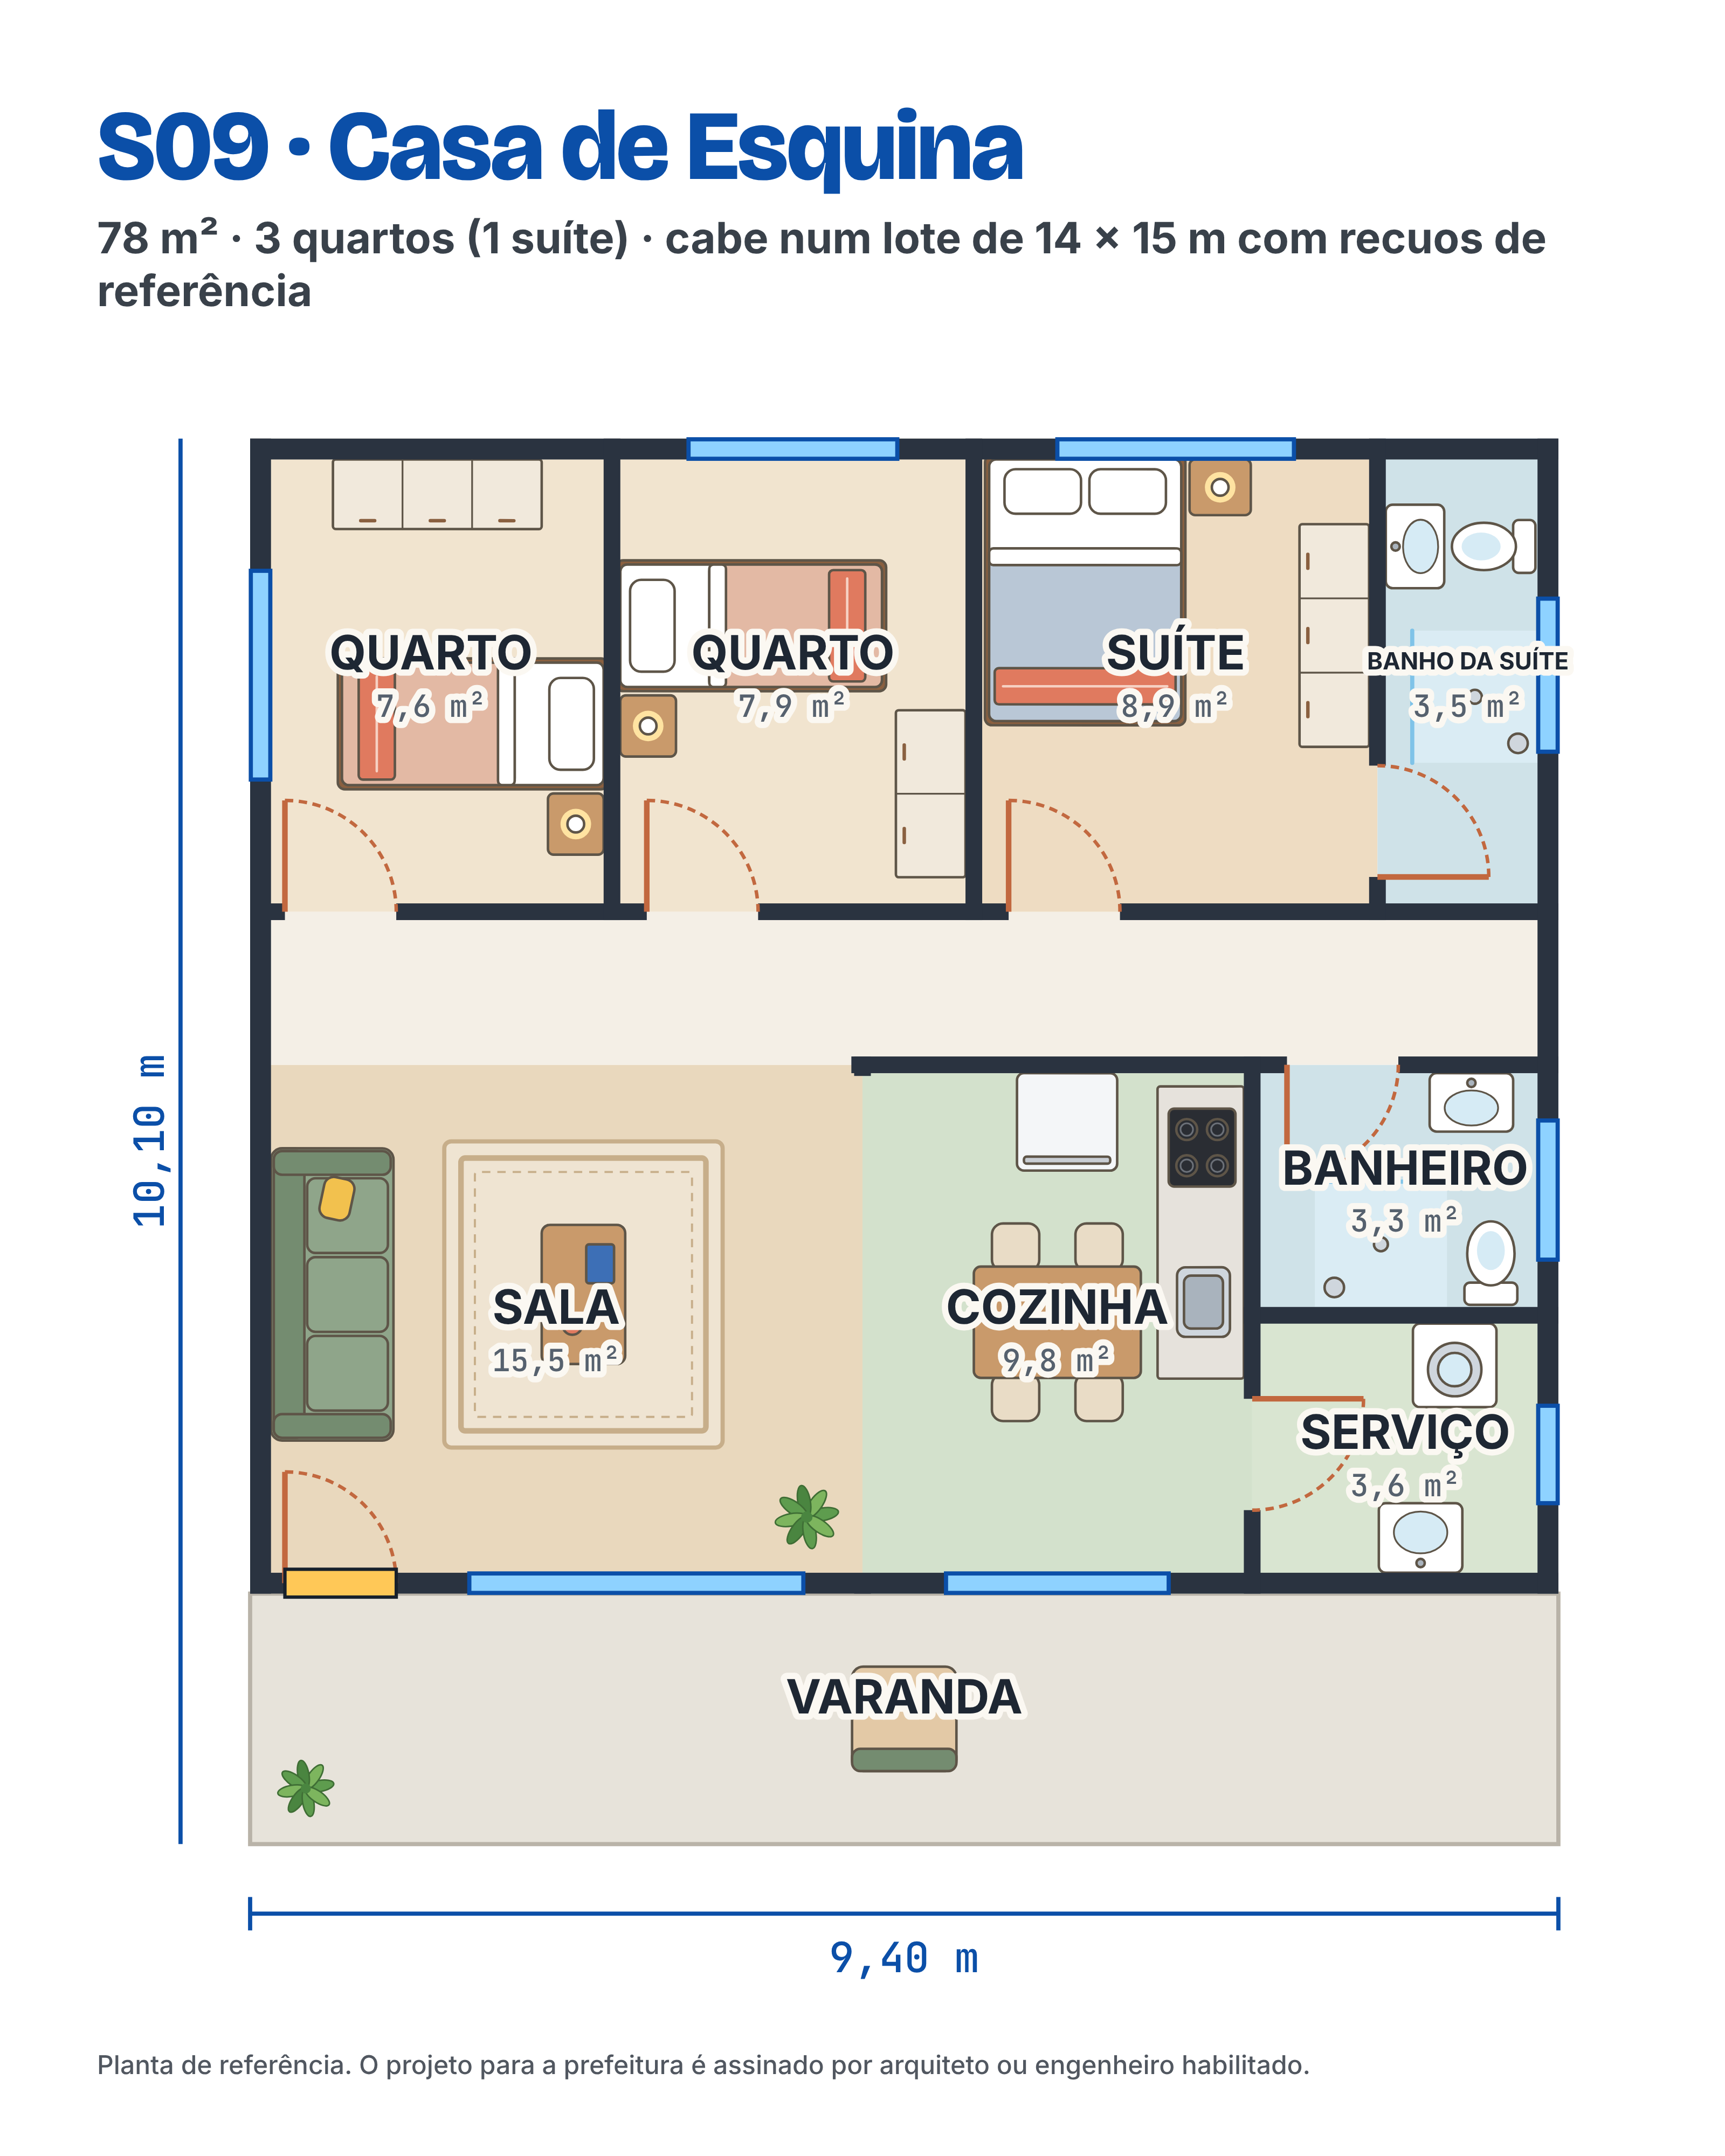 S09 · Casa de Esquina
78 m² · 3 quartos (1 suíte) · cabe num lote de 14 × 15 m com recuos de
referência
QUARTO
7,6 m²
QUARTO
7,9 m²
SUÍTE
8,9 m²
BANHO DA SUÍTE
3,5 m²
10,10 m
BANHEIRO
3,3 m²
SALA
15,5 m²
COZINHA
9,8 m²
SERVIÇO
3,6 m²
VARANDA
9,40 m
Planta de referência. O projeto para a prefeitura é assinado por arquiteto ou engenheiro habilitado.